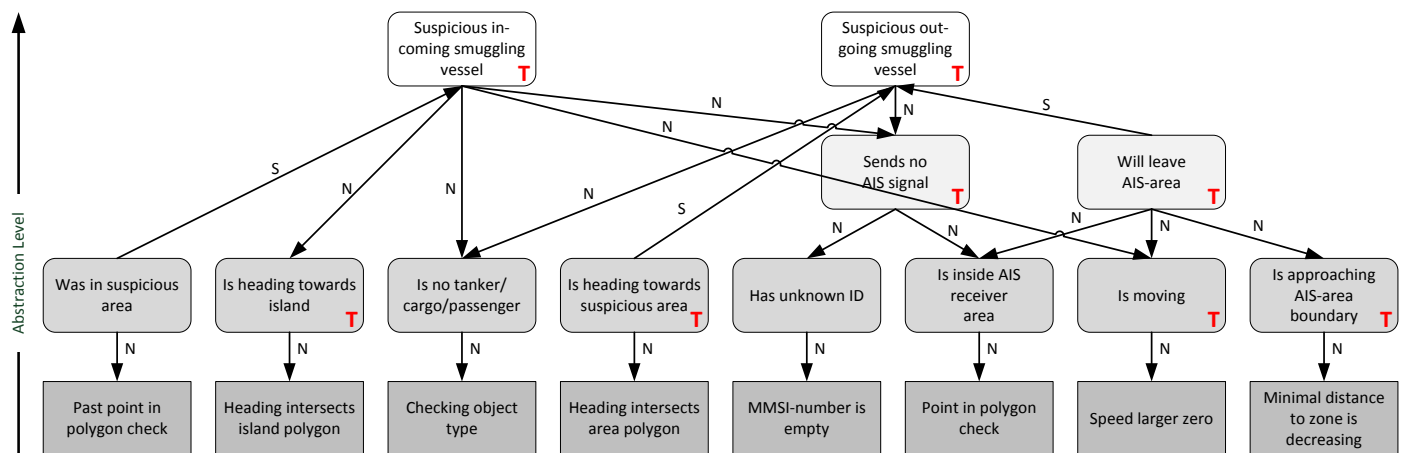 Suspicious in-
coming smuggling
vessel
T
Suspicious out-
going smuggling
vessel
T
N
N
N
S
S
N
N
N
S
Sends no
AIS signal
T
Will leave
AIS-area
T
N
N
N
N
N
Abstraction Level
Was in suspicious
area
Is heading towards
island
T
Is no tanker/
cargo/passenger
Is heading towards
suspicious area
T
Has unknown ID
Is inside AIS
receiver
area
Is moving
T
Is approaching
AIS-area
boundary
T
N
N
N
N
N
N
N
N
Past point in
polygon check
Heading intersects
island polygon
Checking object
type
Heading intersects
area polygon
MMSI-number is
empty
Point in polygon
check
Speed larger zero
Minimal distance
to zone is
decreasing